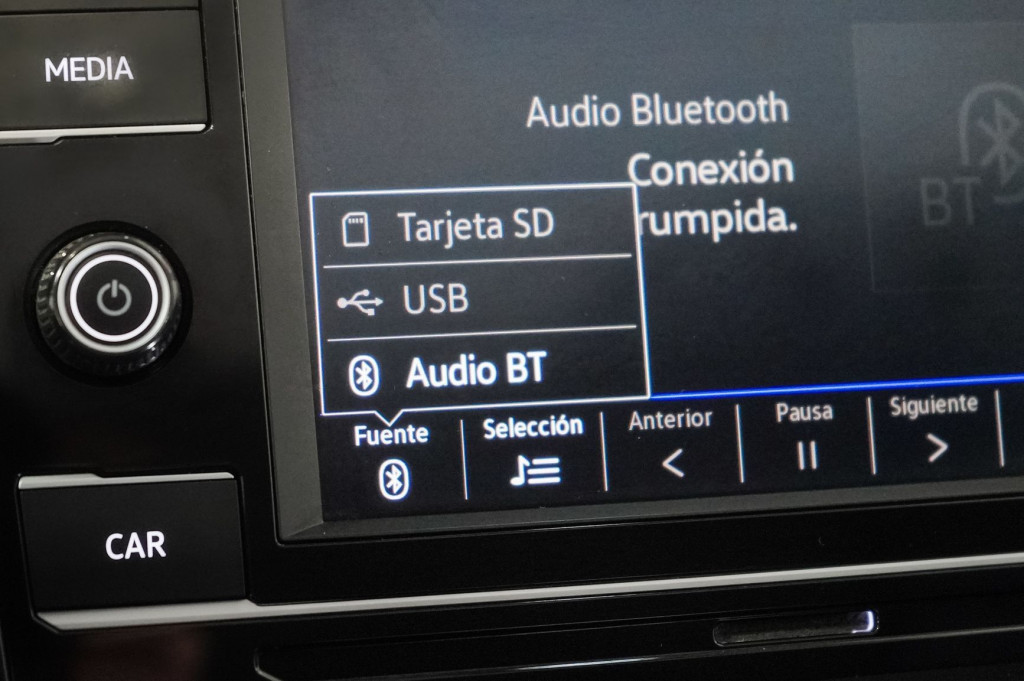 MEDIA
Audio Bluetooth
Conexión
rumpida.
BT
Tarjeta SD
USB
Audio BT
Fuente
Selección
Anterior
Pausa
Siguiente
CAR